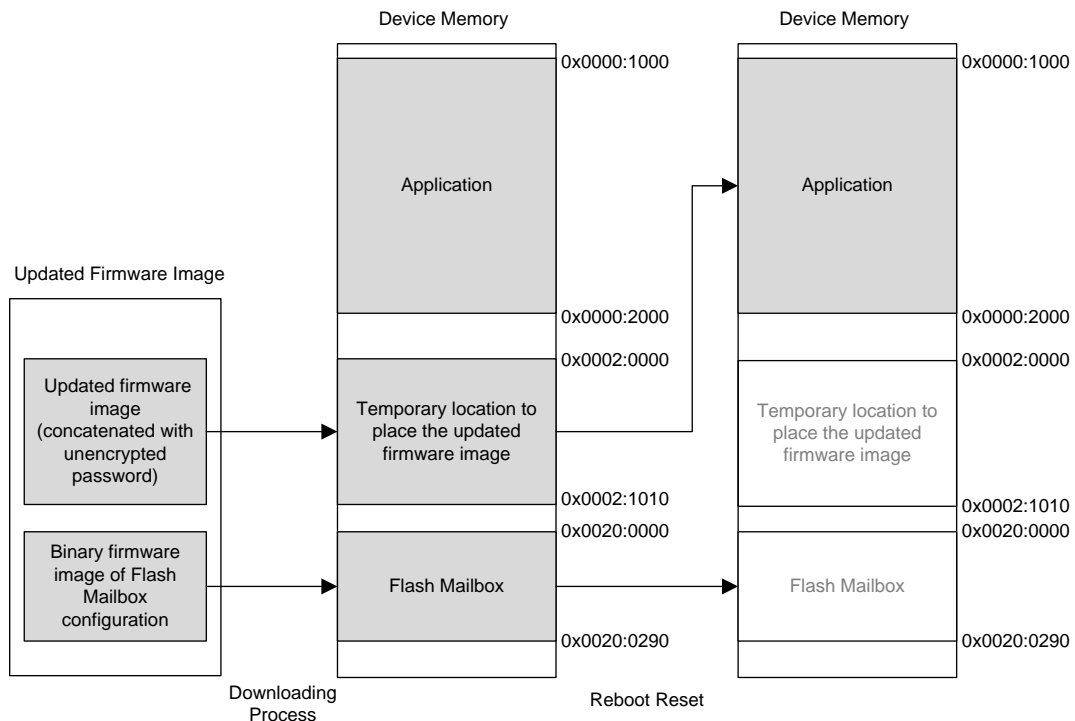 Device Memory
Device Memory
0x0000:1000
0x0000:1000
Application
Application
Updated Firmware Image
0x0000:2000
0x0000:2000
0x0002:0000
0x0002:0000
Updated firmware
image
(concatenated with
unencrypted
password)
Temporary location to
place the updated
firmware image
Temporary location to
place the updated
firmware image
0x0002:1010
0x0002:1010
0x0020:0000
0x0020:0000
Binary firmware
image of Flash
Mailbox
configuration
Flash Mailbox
Flash Mailbox
0x0020:0290
0x0020:0290
Downloading
Process
Reboot Reset